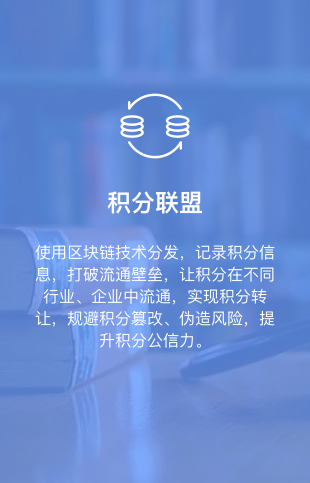 积分联盟
使用区块链技术分发，记录积分信
息，打破流通壁垒，让积分在不同
行业、企业中流通，实现积分转
让，规避积分篡改、伪造风险，提
升积分公信力。